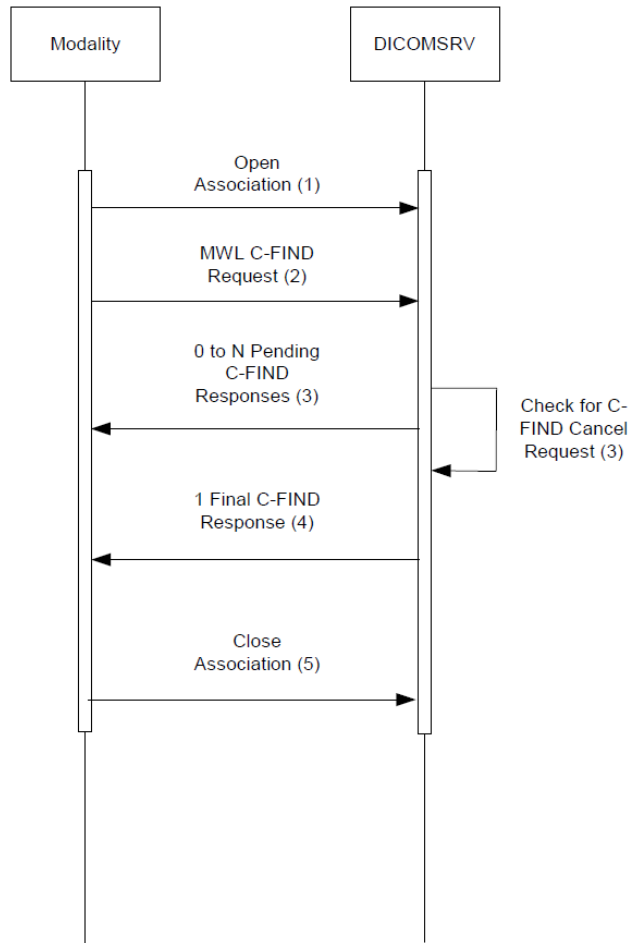 Modality
DICOMSRV
Open
Association (1)
MWL C-FIND
Request (2)
0 to N Pending
C-FIND
Responses (3)
Check for C-
FIND Cancel
Request (3)
1 Final C-FIND
Response (4)
Close
Association (5)